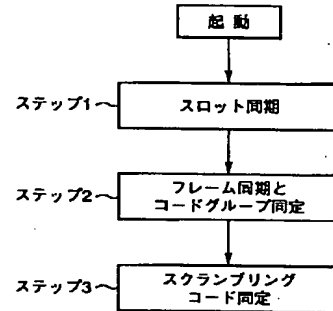 起動
ステップ1
スロット同期
ステップ2
フレーム同期と
コードグループ同定
ステップ3
スクランブリング
コード同定